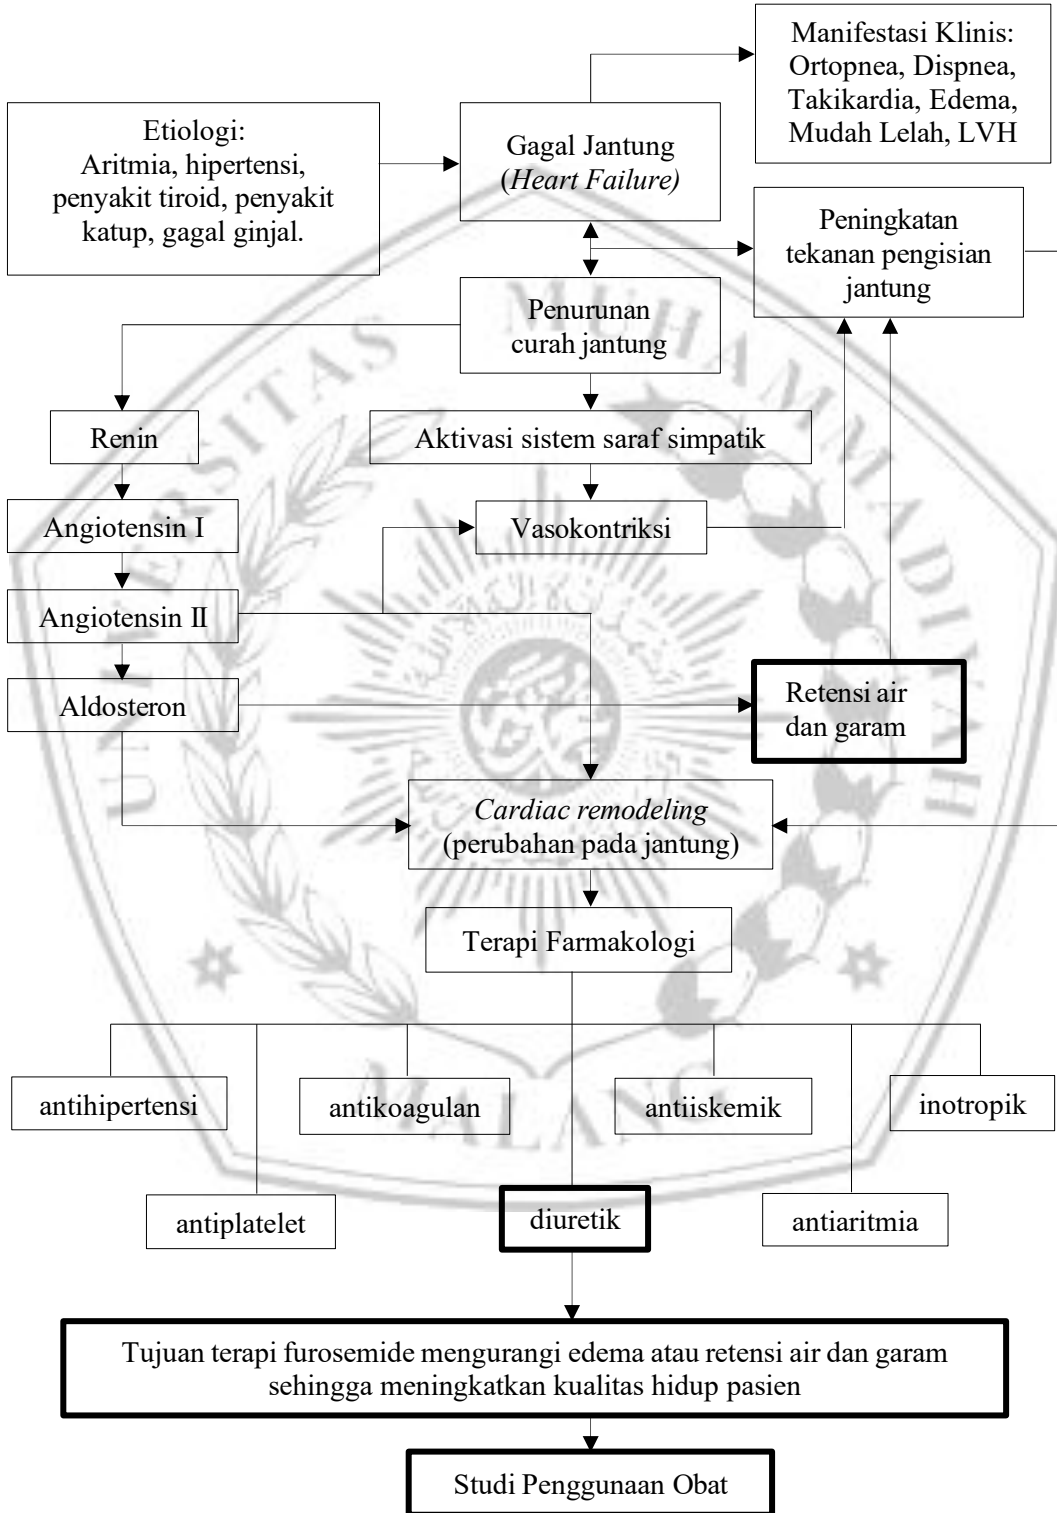 Manifestasi Klinis:
Ortopnea, Dispnea,
Takikardia, Edema,
Mudah Lelah, LVH
Etiologi:
Aritmia, hipertensi,
penyakit tiroid, penyakit
katup, gagal ginjal.
Gagal Jantung
(Heart Failure)
Peningkatan
tekanan pengisian
jantung
Penurunan
curah jantung
Renin
Aktivasi sistem saraf simpatik
Angiotensin I
Vasokontriksi
Angiotensin II
Aldosteron
Retensi air
dan garam
Cardiac remodeling
(perubahan pada jantung)
Terapi Farmakologi
antihipertensi
antikoagulan
antiiskemik
inotropik
antiplatelet
diuretik
antiaritmia
Tujuan terapi furosemide mengurangi edema atau retensi air dan garam
sehingga meningkatkan kualitas hidup pasien
Studi Penggunaan Obat
UNIVERSITAS MUHAMMADIYAH
MALANG